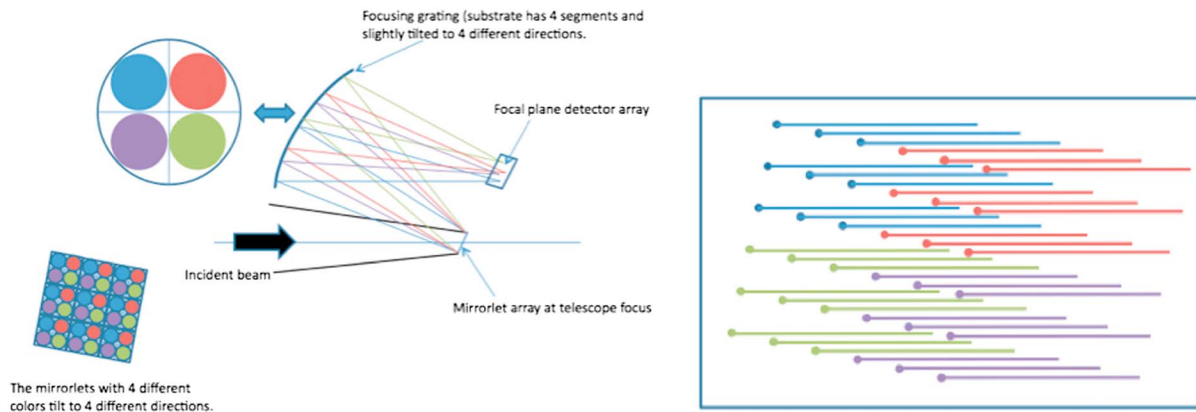 Focusing grating (substrate has 4 segments and
slightly tilted to 4 different directions.
Focal plane detector array
Incident beam
Mirrorlet array at telescope focus
The mirrorlets with 4 different
colors tilt to 4 different directions.